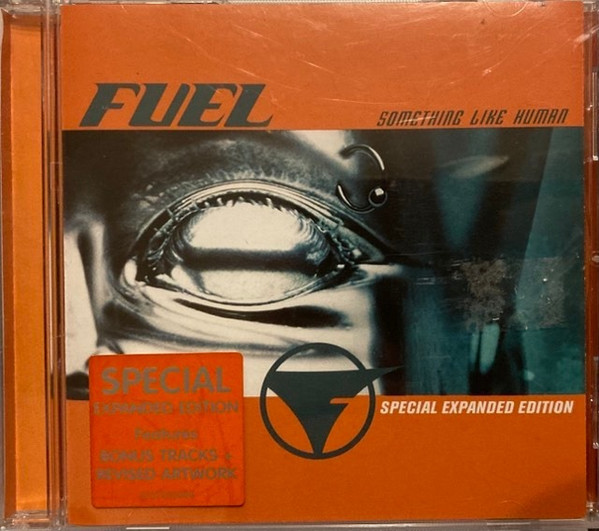 FUEL
SOMETHING LIKE HUMAN
SPECIAL EXPANDED EDITION
SPECIAL
EXPANDED EDITION
Features
BONUS TRACKS +
REVISED ARTWORK